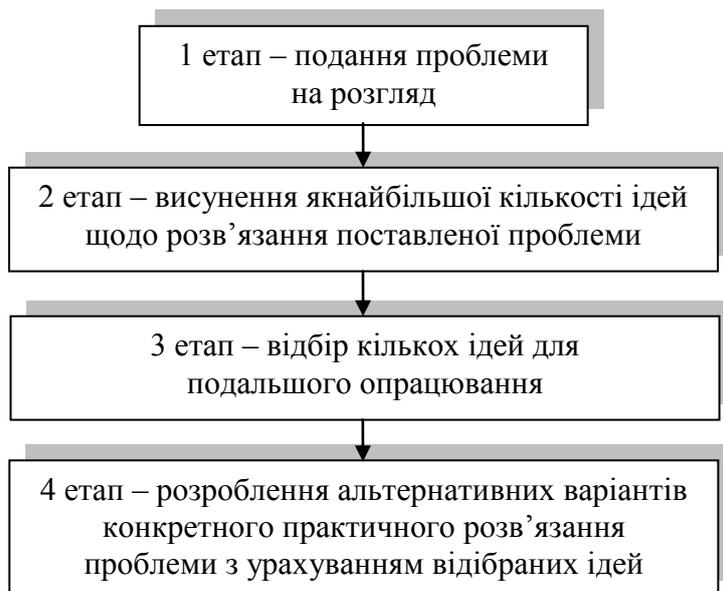 1 етап – подання проблеми
на розгляд
2 етап – висунення якнайбільшої кількості ідей
щодо розв’язання поставленої проблеми
3 етап – відбір кількох ідей для
подальшого опрацювання
4 етап – розроблення альтернативних варіантів
конкретного практичного розв’язання
проблеми з урахуванням відібраних ідей